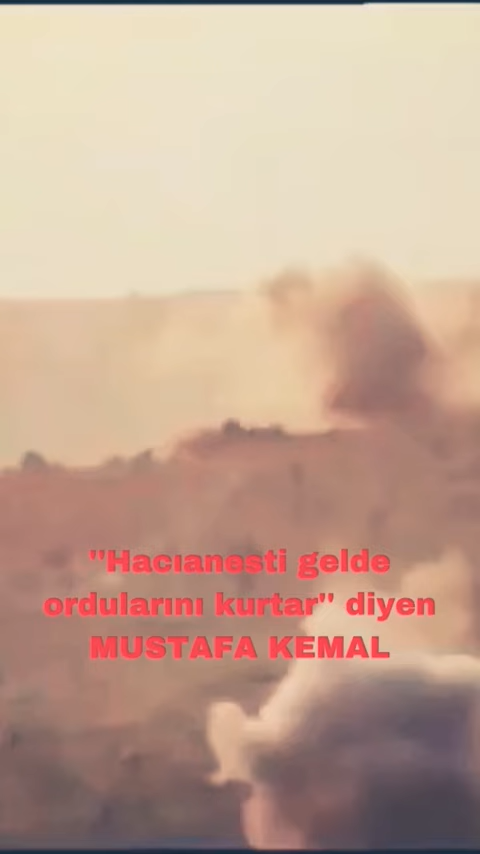 "Hacıanesti gelde
ordularını kurtar" diyen
MUSTAFA KEMAL